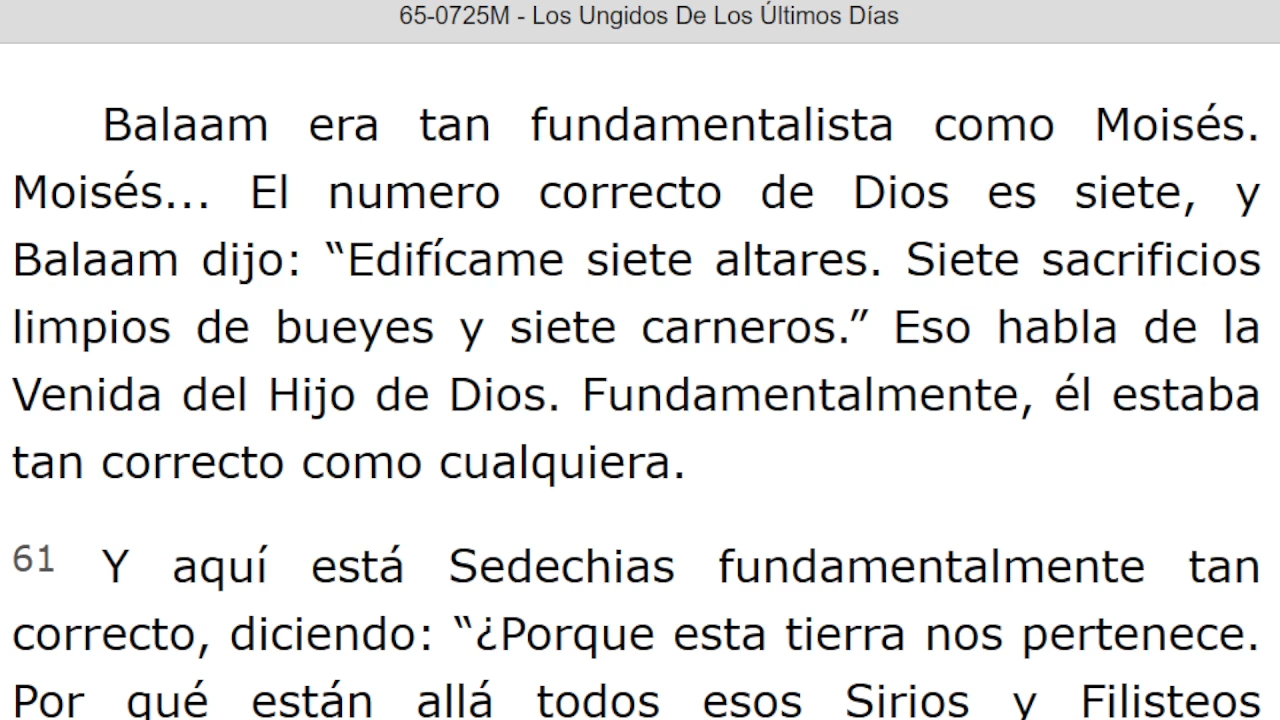 65-0725M - Los Ungidos De Los Últimos Días
Balaam era tan fundamentalista como Moisés.
Moisés... El numero correcto de Dios es siete, y
Balaam dijo: “Edifícame siete altares. Siete sacrificios
limpios de bueyes y siete carneros.” Eso habla de la
Venida del Hijo de Dios. Fundamentalmente, él estaba
tan correcto como cualquiera.
61 Y aquí está Sedechias fundamentalmente tan
correcto, diciendo: “¿Porque esta tierra nos pertenece.
Por qué están allá todos esos Sirios y Filisteos